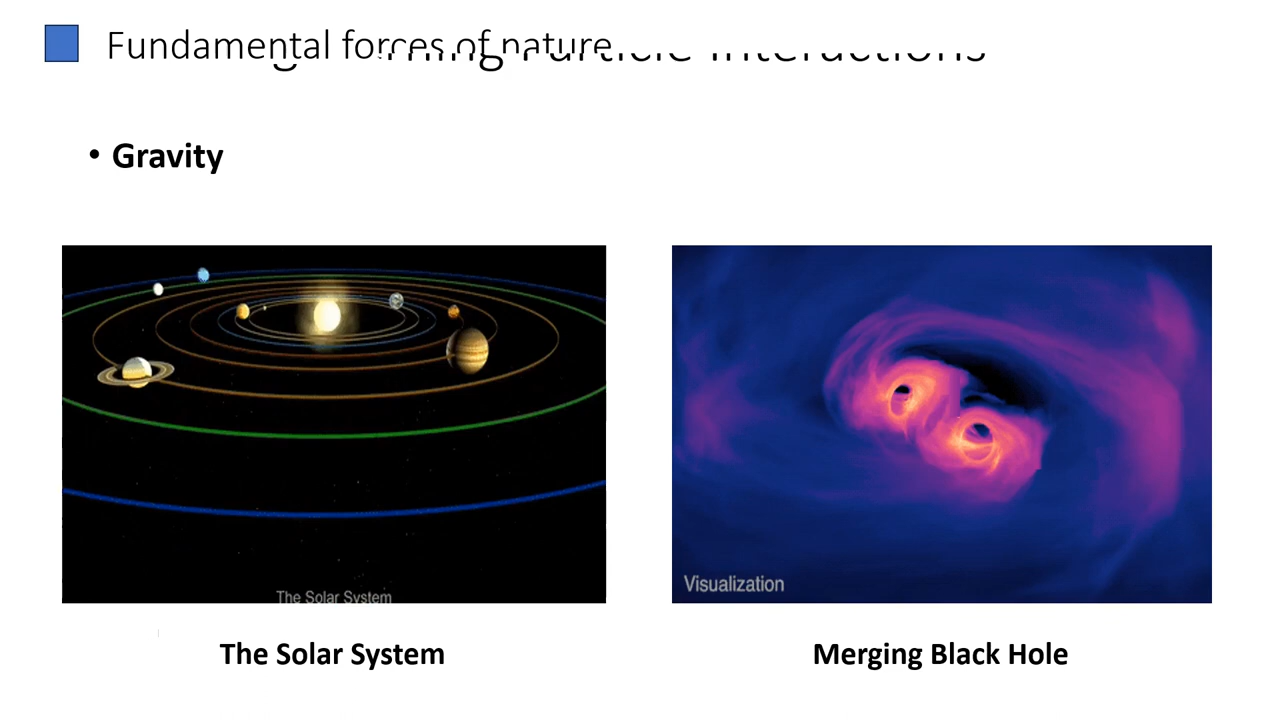 Fundamental forces of nature
• Gravity
The Solar System
Visualization
The Solar System
Merging Black Hole